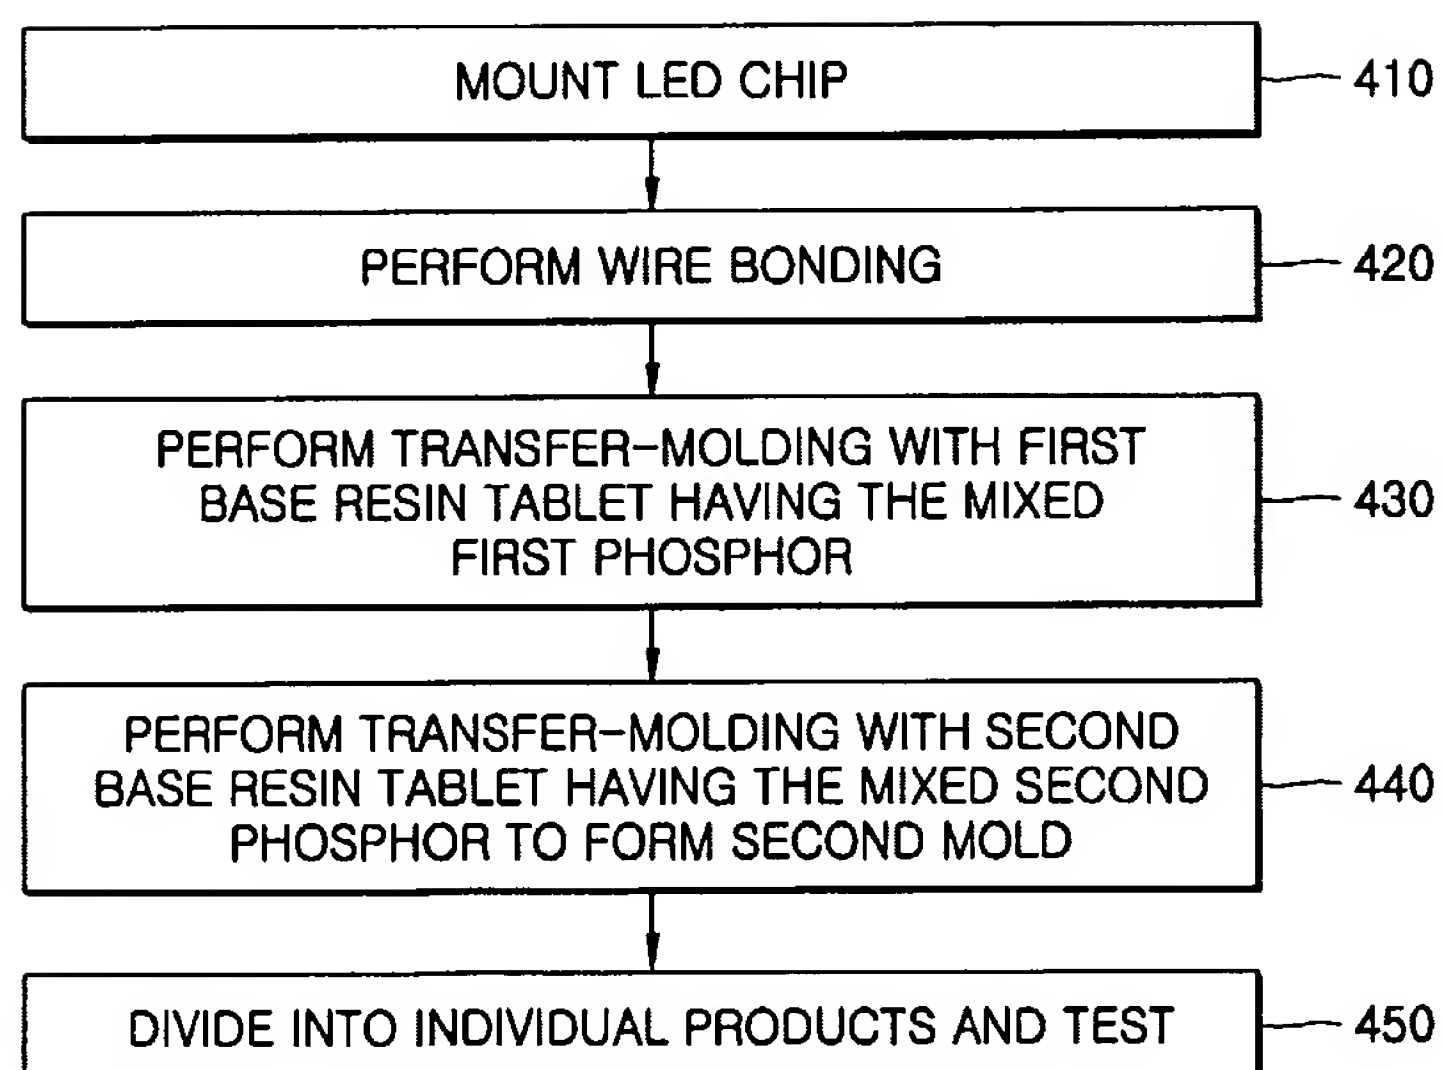 MOUNT LED CHIP
410
PERFORM WIRE BONDING
420
PERFORM TRANSFER-MOLDING WITH FIRST
BASE RESIN TABLET HAVING THE MIXED
FIRST PHOSPHOR
430
PERFORM TRANSFER-MOLDING WITH SECOND
BASE RESIN TABLET HAVING THE MIXED SECOND
PHOSPHOR TO FORM SECOND MOLD
440
DIVIDE INTO INDIVIDUAL PRODUCTS AND TEST
450